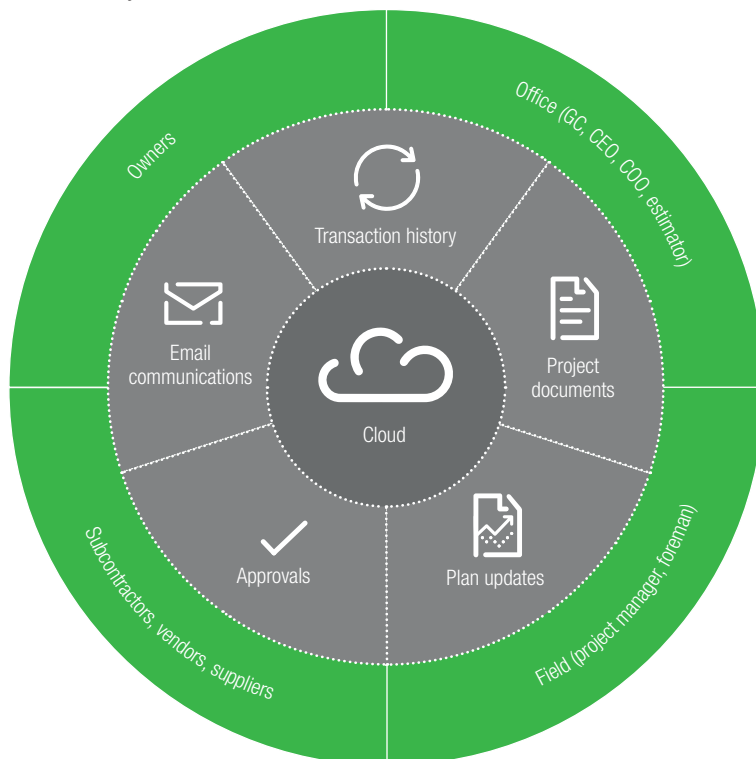 Owners
Office (GC, CEO, COO, estimator)
Transaction history
Email
communications
Project
documents
Cloud
Approvals
Plan updates
Subcontractors, vendors, suppliers
Field (project manager, foreman)